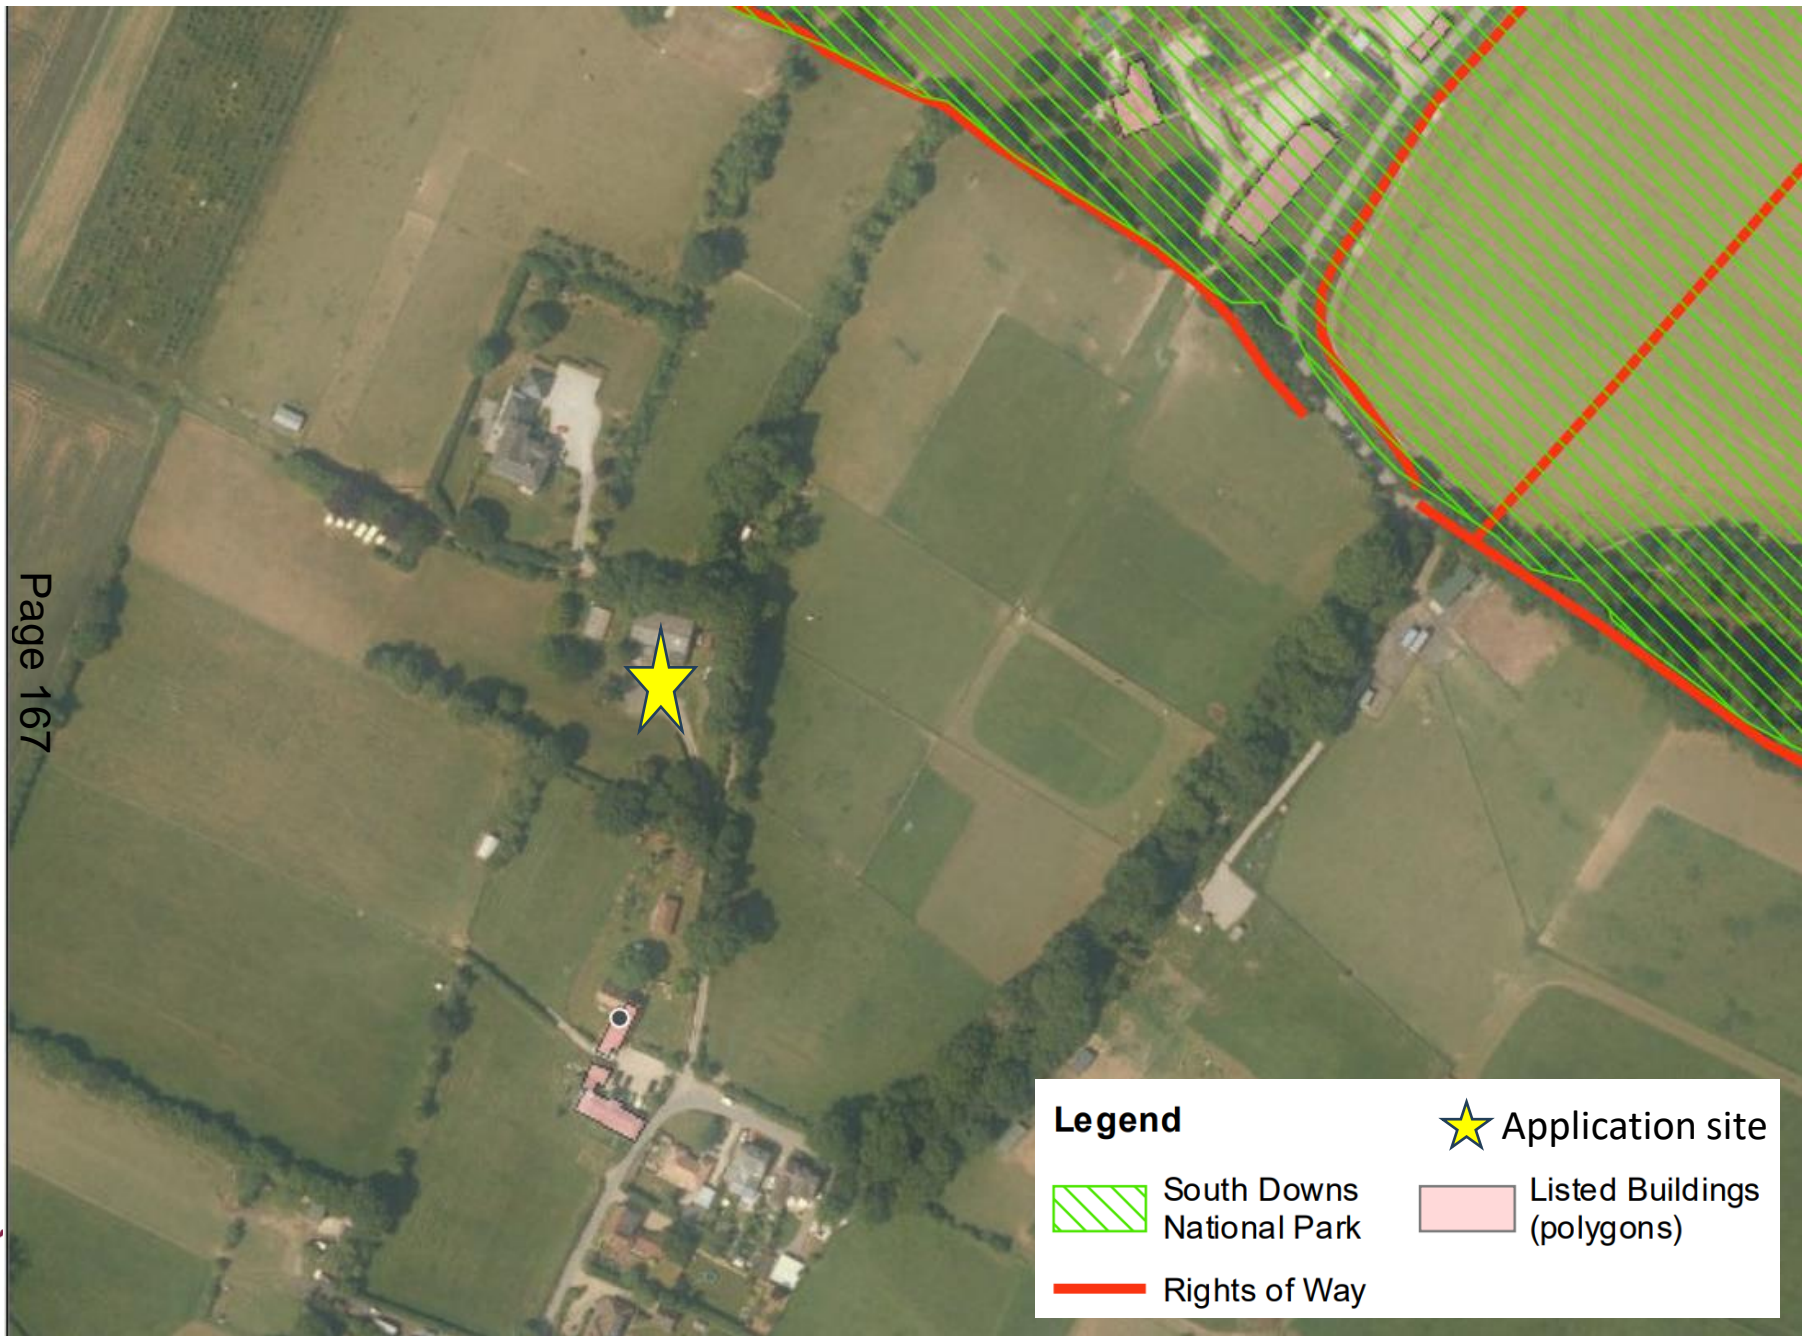 Page 167
Legend
Application site
South Downs
National Park
Listed Buildings
(polygons)
Rights of Way